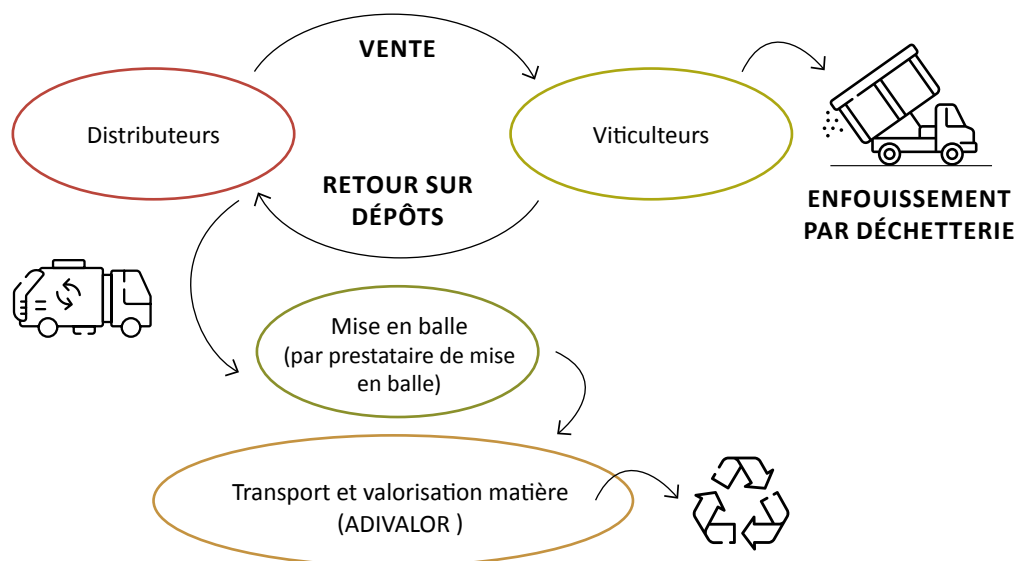 VENTE
Distributeurs
Viticulteurs
RETOUR SUR
DÉPÔTS
ENFOUISSEMENT
PAR DÉCHETTERIE
Mise en balle
(par prestataire de mise
en balle)
Transport et valorisation matière
(ADIVALOR )